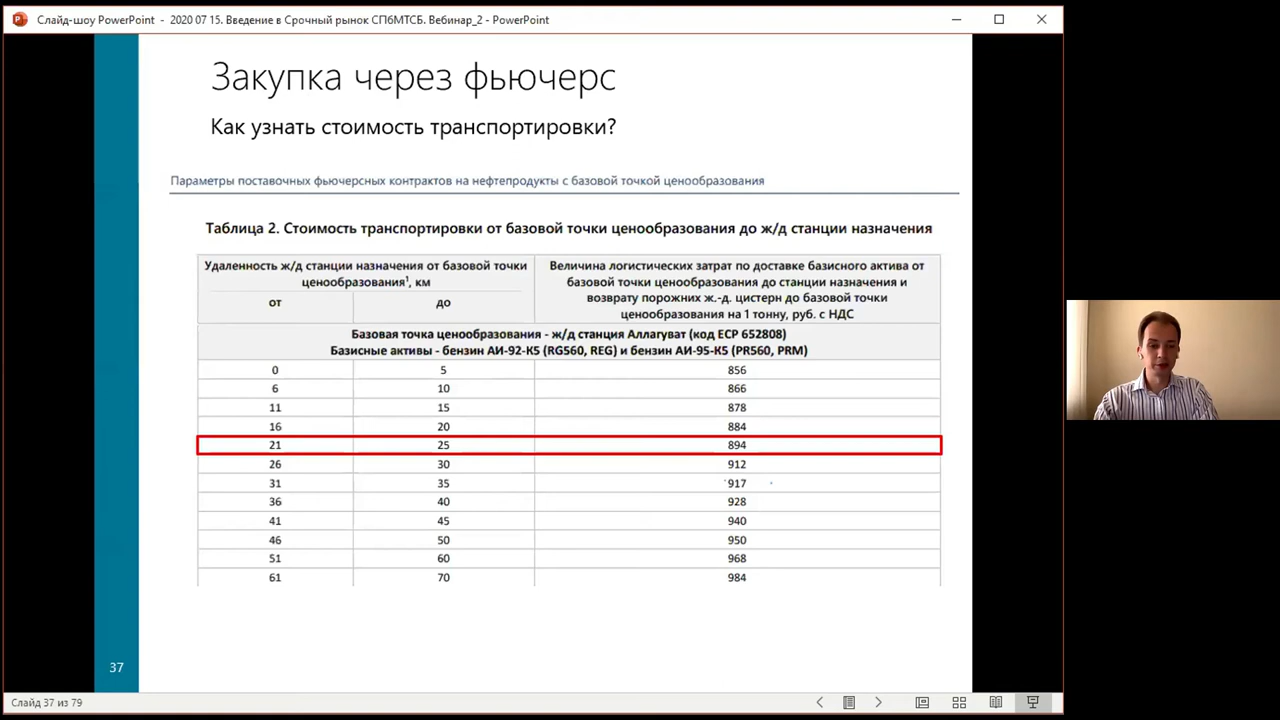 Слайд-шоу PowerPoint - 2020 07 15. Введение в Срочный рынок СПбМТСБ. Вебинар_2 - PowerPoint
Закупка через фьючерс
Как узнать стоимость транспортировки?
Параметры поставочных фьючерсных контрактов на нефтепродукты с базовой точкой ценообразования
Таблица 2. Стоимость транспортировки от базовой точки ценообразования до ж/д станции назначения
Удаленность ж/д станции назначения от базовой точки
ценообразования¹, км
от до
Величина логистических затрат по доставке базисного актива от
базовой точки ценообразования до станции назначения и
возврату порожних ж.-д. цистерн до базовой точки
ценообразования на 1 тонну, руб. с НДС
Базовая точка ценообразования - ж/д станция Аллагуват (код ЕСР 652808)
Базисные активы - бензин АИ-92-К5 (RG560, REG) и бензин АИ-95-К5 (PR560, PRM)
0 5 856
6 10 866
11 15 878
16 20 884
21 25 894
26 30 912
31 35 917
36 40 928
41 45 940
46 50 950
51 60 968
61 70 984
37
Слайд 37 из 79